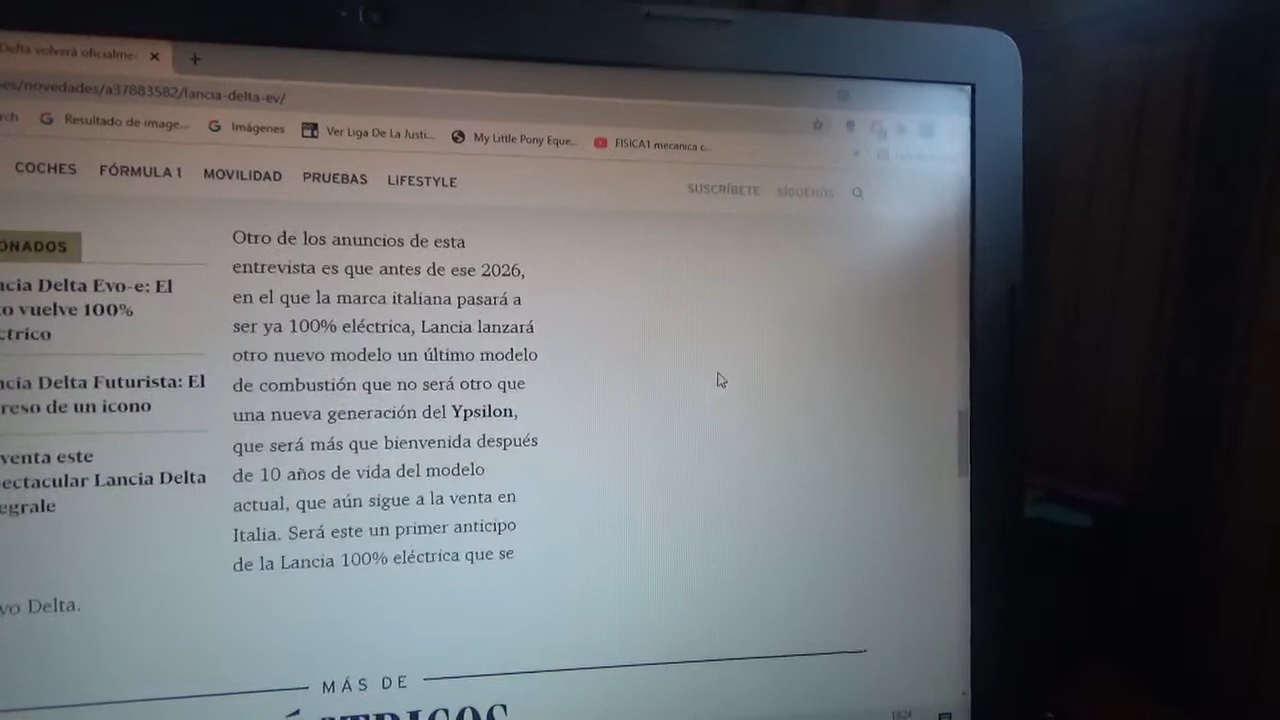 Delta volverá oficialme
es/novedades/a37883582/lancia-delta-ev/
rch Resultado de image... Imágenes Ver Liga De La Justi... My Little Pony Eque... FISICA1 mecanica c...
COCHES FÓRMULA 1 MOVILIDAD PRUEBAS LIFESTYLE
SUSCRÍBETE SÍGUENOS
ONADOS
ncia Delta Evo-e: El
to vuelve 100%
ctrico
ncia Delta Futurista: El
reso de un icono
venta este
ectacular Lancia Delta
egrale
Otro de los anuncios de esta
entrevista es que antes de ese 2026,
en el que la marca italiana pasará a
ser ya 100% eléctrica, Lancia lanzará
otro nuevo modelo un último modelo
de combustión que no será otro que
una nueva generación del Ypsilon,
que será más que bienvenida después
de 10 años de vida del modelo
actual, que aún sigue a la venta en
Italia. Será este un primer anticipo
de la Lancia 100% eléctrica que se
vo Delta.
MÁS DE